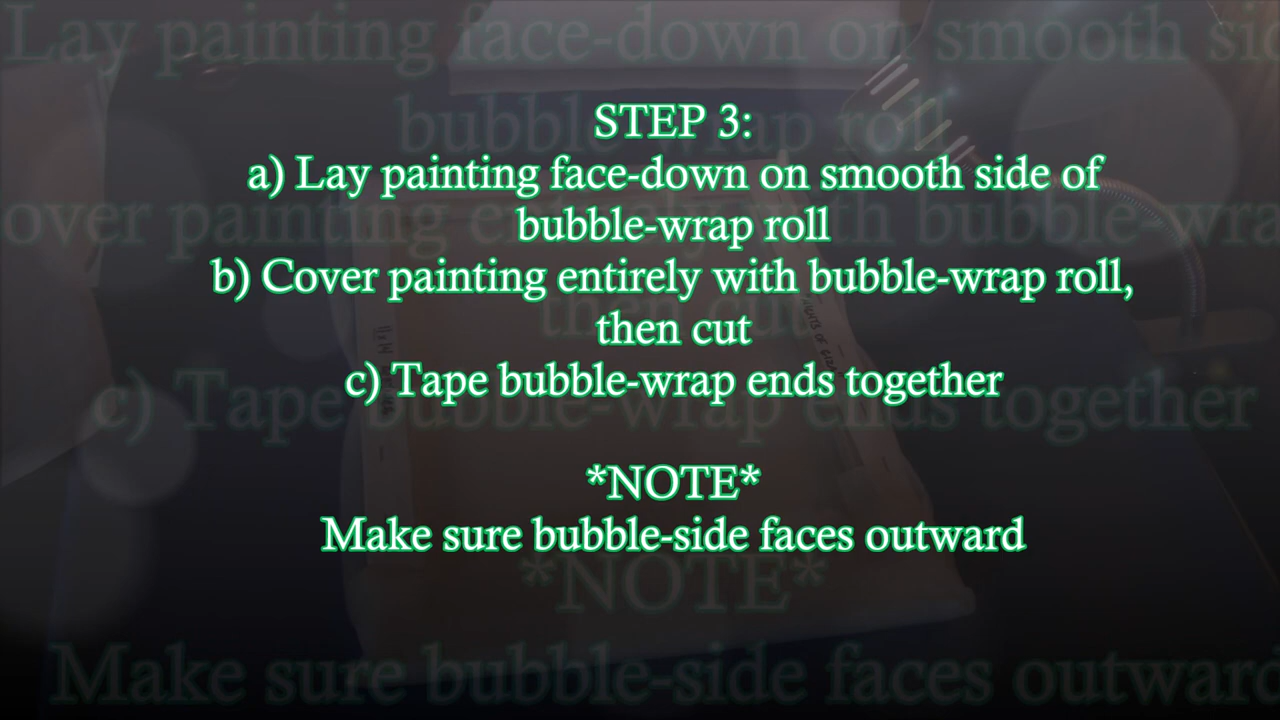 STEP 3:
a) Lay painting face-down on smooth side of
bubble-wrap roll
b) Cover painting entirely with bubble-wrap roll,
then cut
c) Tape bubble-wrap ends together
*NOTE*
Make sure bubble-side faces outward